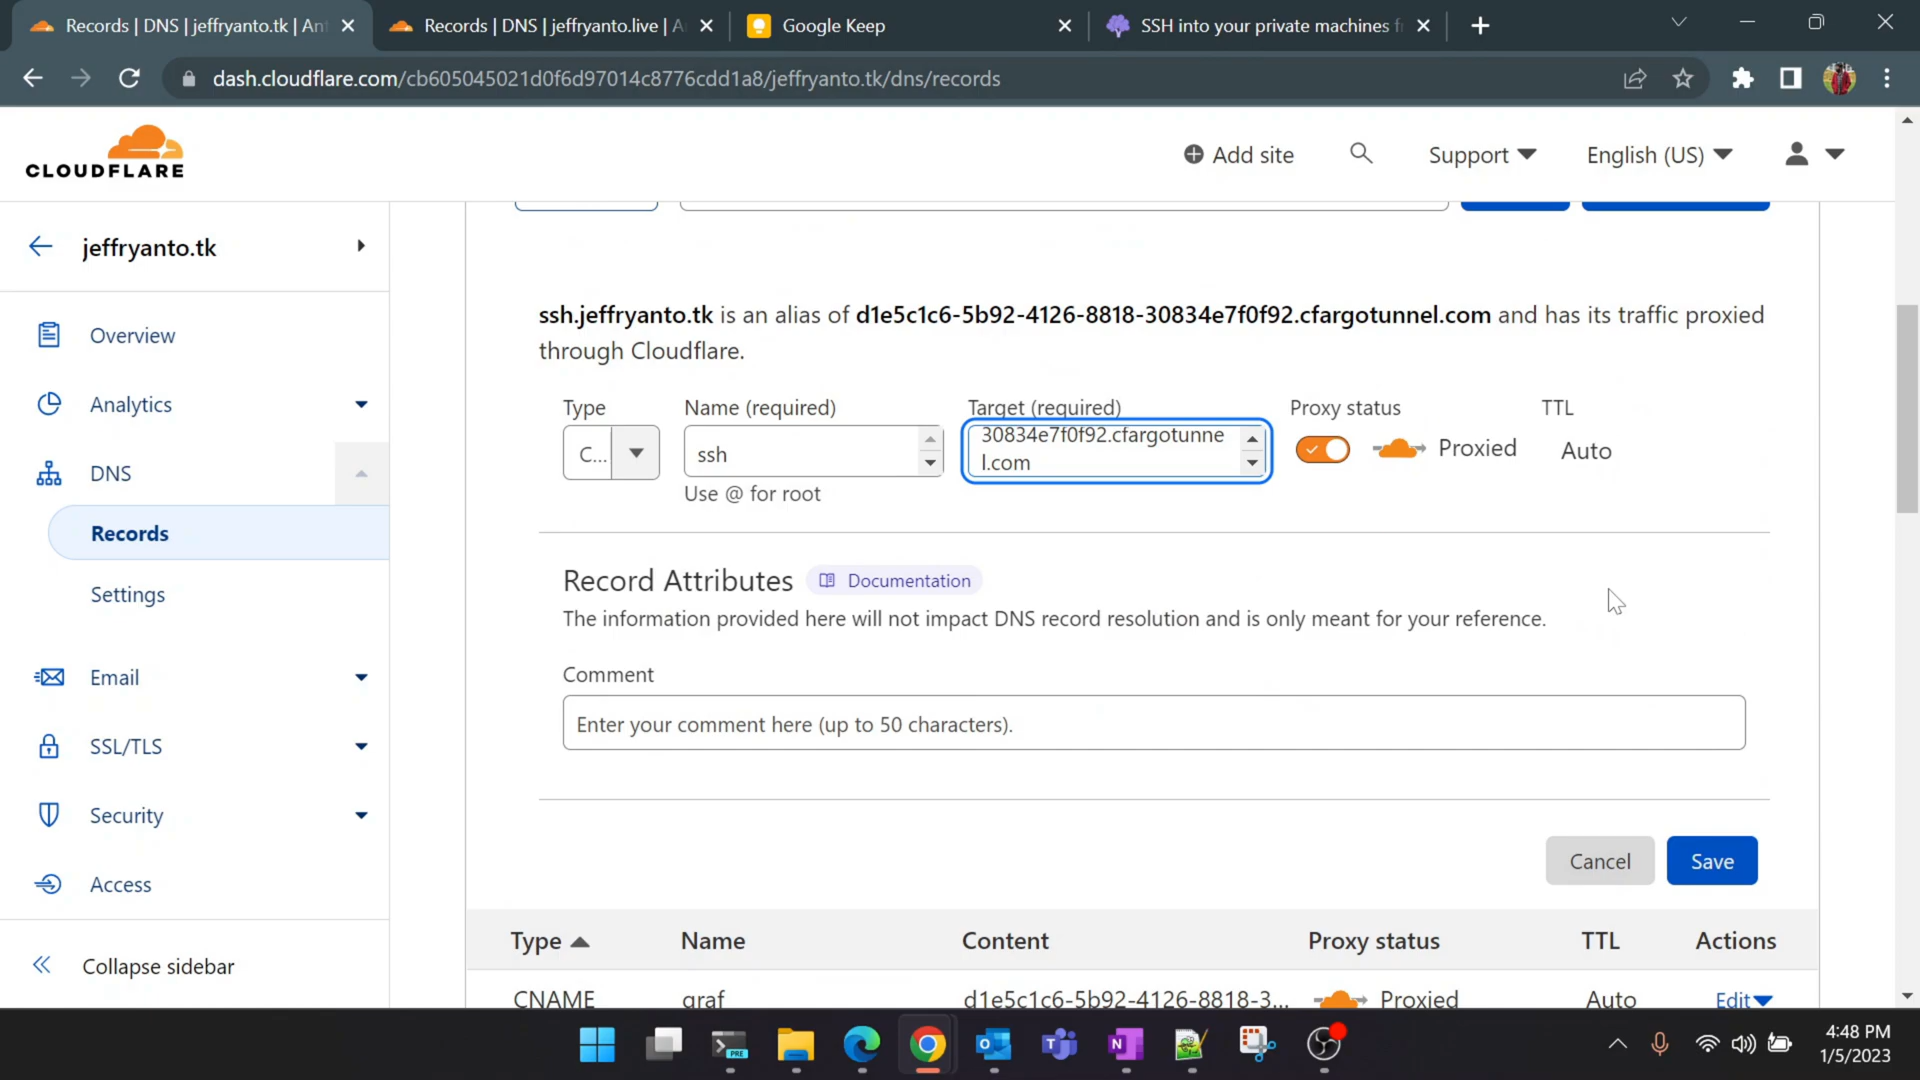 Records | DNS | jeffryanto.tk | An
Records | DNS | jeffryanto.live | A
Google Keep
SSH into your private machines f
dash.cloudflare.com/cb605045021d0f6d97014c8776cdd1a8/jeffryanto.tk/dns/records
CLOUDFLARE
Add site
Support
English (US)
jeffryanto.tk
Overview
Analytics
DNS
Records
Settings
Email
SSL/TLS
Security
Access
Collapse sidebar
ssh.jeffryanto.tk is an alias of d1e5c1c6-5b92-4126-8818-30834e7f0f92.cfargotunnel.com and has its traffic proxied
through Cloudflare.
Type
Name (required)
Target (required)
Proxy status
TTL
C...
ssh
30834e7f0f92.cfargotunne
l.com
Proxied
Auto
Use @ for root
Record Attributes
Documentation
The information provided here will not impact DNS record resolution and is only meant for your reference.
Comment
Enter your comment here (up to 50 characters).
Cancel
Save
Type
Name
Content
Proxy status
TTL
Actions
CNAME
graf
d1e5c1c6-5b92-4126-8818-3...
Proxied
Auto
Edit
PRE
4:48 PM
1/5/2023